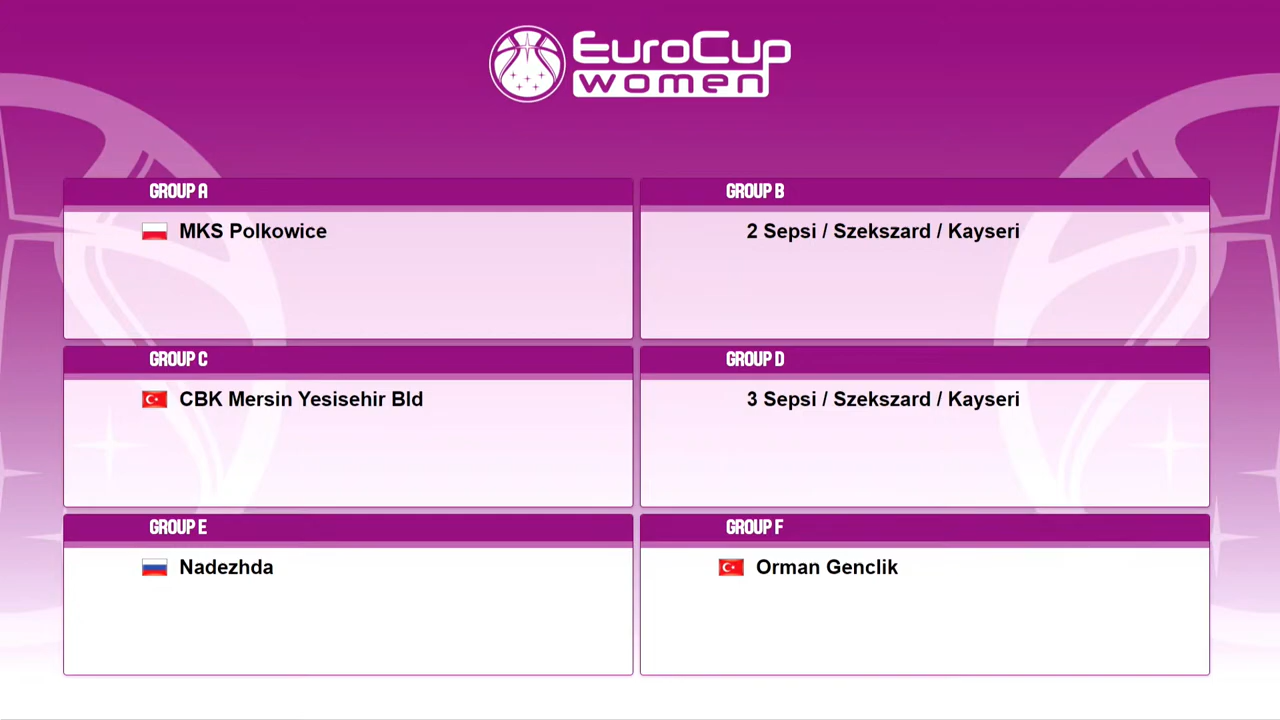 EuroCup
women
GROUP A
MKS Polkowice
GROUP B
2 Sepsi / Szekszard / Kayseri
GROUP C
CBK Mersin Yesisehir Bld
GROUP D
3 Sepsi / Szekszard / Kayseri
GROUP E
Nadezhda
GROUP F
Orman Genclik